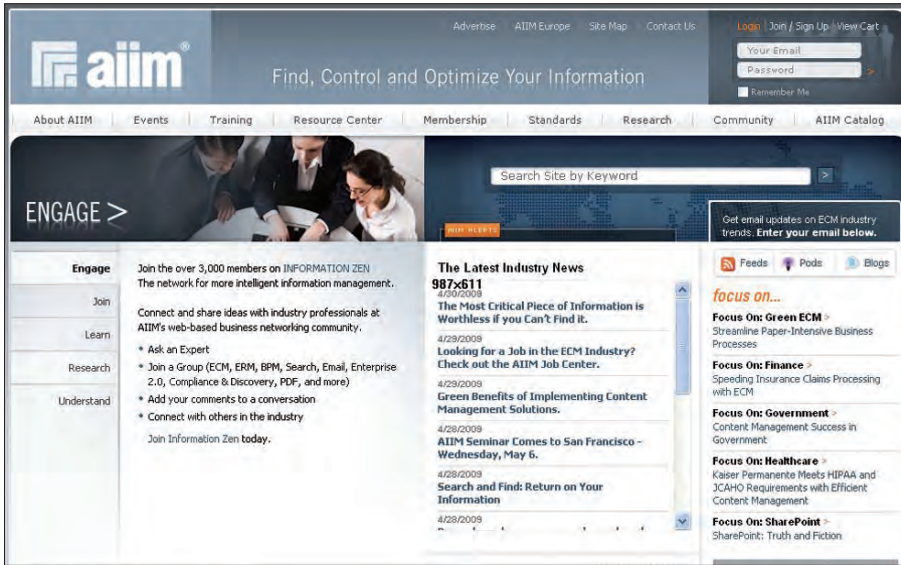 Advertise AIIM Europe Site Map Contact Us
Login Join / Sign Up View Cart
aiim®
Find, Control and Optimize Your Information
Your Email
Password >
Remember Me
About AIIM Events Training Resource Center Membership Standards Research Community AIIM Catalog
ENGAGE >
Search Site by Keyword >
AIIM ALERTS
Get email updates on ECM industry
trends. Enter your email below.
Engage
Join
Learn
Research
Understand
Join the over 3,000 members on INFORMATION ZEN
The network for more intelligent information management.
Connect and share ideas with industry professionals at
AIIM's web-based business networking community.
• Ask an Expert
• Join a Group (ECM, ERM, BPM, Search, Email, Enterprise
2.0, Compliance & Discovery, PDF, and more)
• Add your comments to a conversation
• Connect with others in the industry
Join Information Zen today.
The Latest Industry News
987×611
4/30/2009
The Most Critical Piece of Information is
Worthless if you Can't Find it.
4/29/2009
Looking for a Job in the ECM Industry?
Check out the AIIM Job Center.
4/29/2009
Green Benefits of Implementing Content
Management Solutions.
4/28/2009
AIIM Seminar Comes to San Francisco -
Wednesday, May 6.
4/28/2009
Search and Find: Return on Your
Information
4/28/2009
Feeds Pods Blogs
focus on...
Focus On: Green ECM >
Streamline Paper-Intensive Business
Processes
Focus On: Finance >
Speeding Insurance Claims Processing
with ECM
Focus On: Government >
Content Management Success in
Government
Focus On: Healthcare >
Kaiser Permanente Meets HIPAA and
JCAHO Requirements with Efficient
Content Management
Focus On: SharePoint >
SharePoint: Truth and Fiction